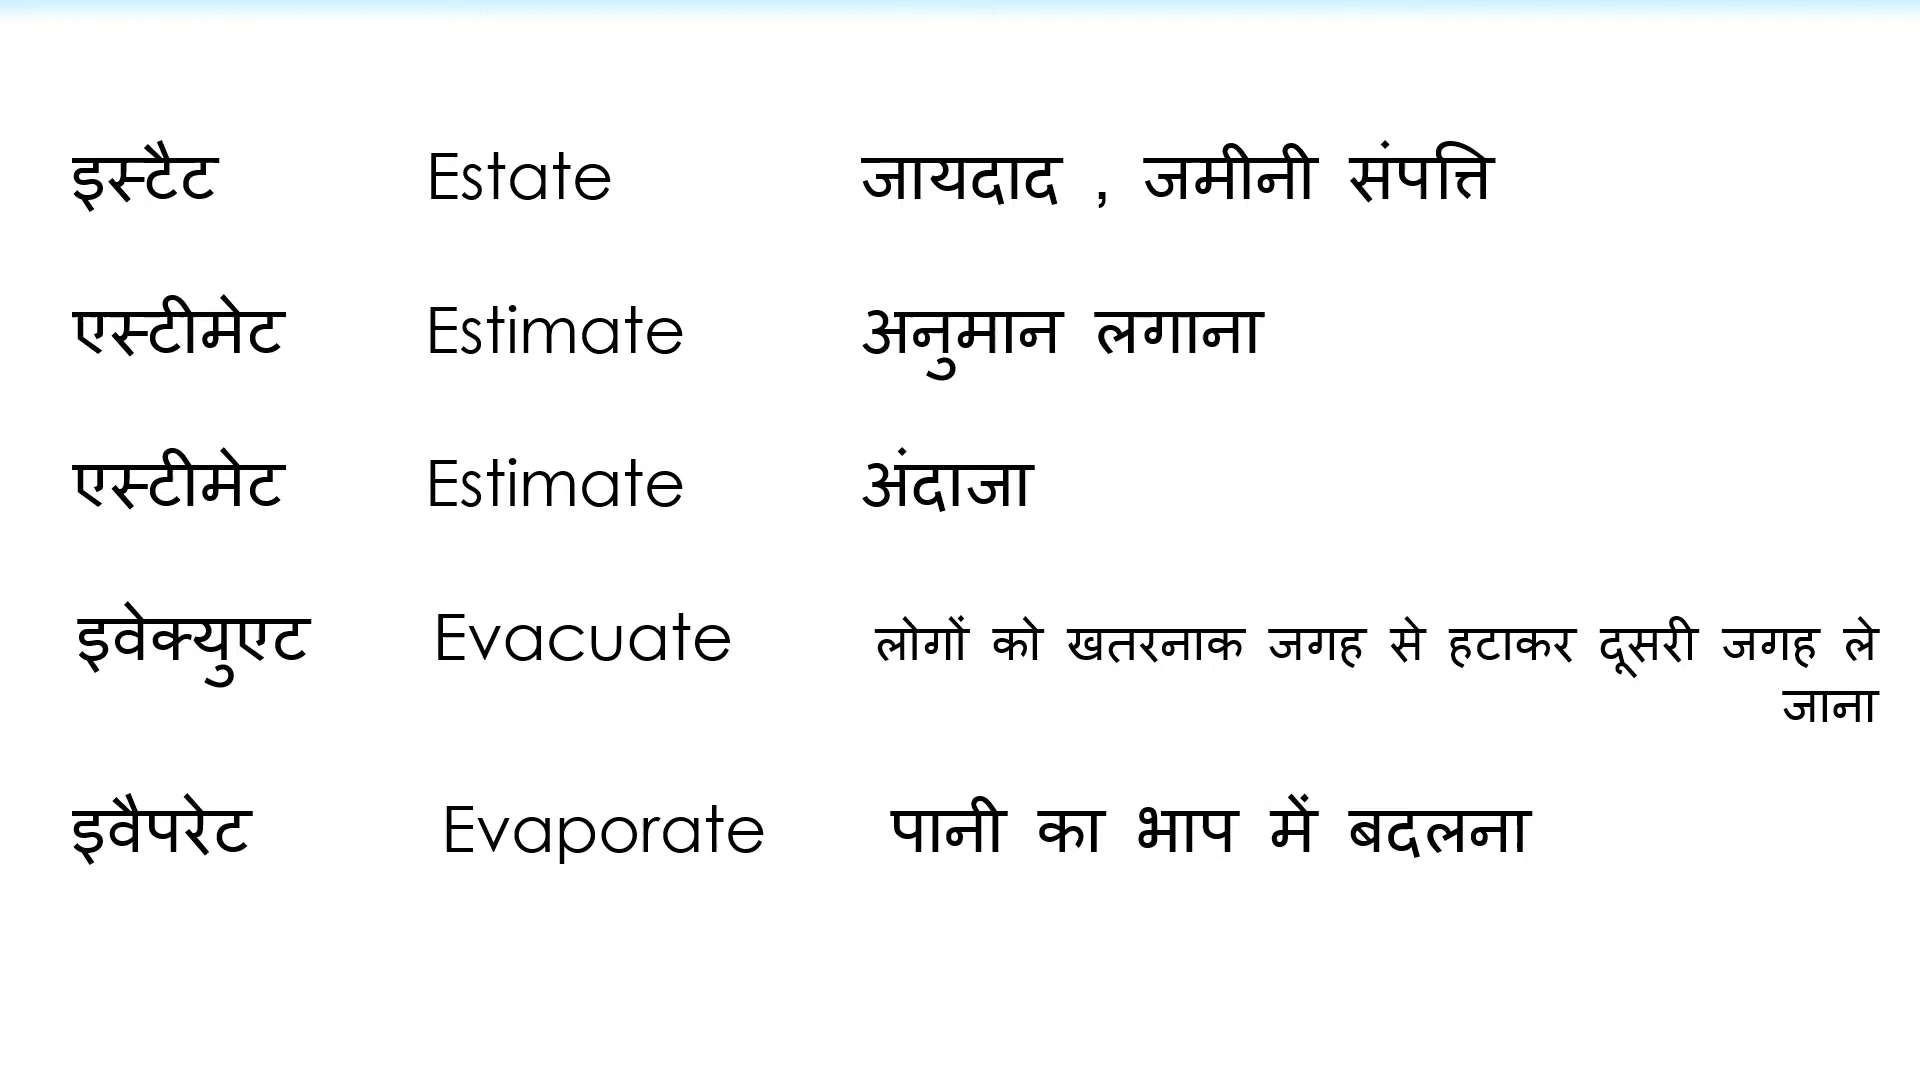 इस्टैट Estate जायदाद , जमीनी संपत्ति
एस्टीमेट Estimate अनुमान लगाना
एस्टीमेट Estimate अंदाजा
इवेक्युएट Evacuate लोगों को खतरनाक जगह से हटाकर दूसरी जगह ले
जाना
इवैपरेट Evaporate पानी का भाप में बदलना